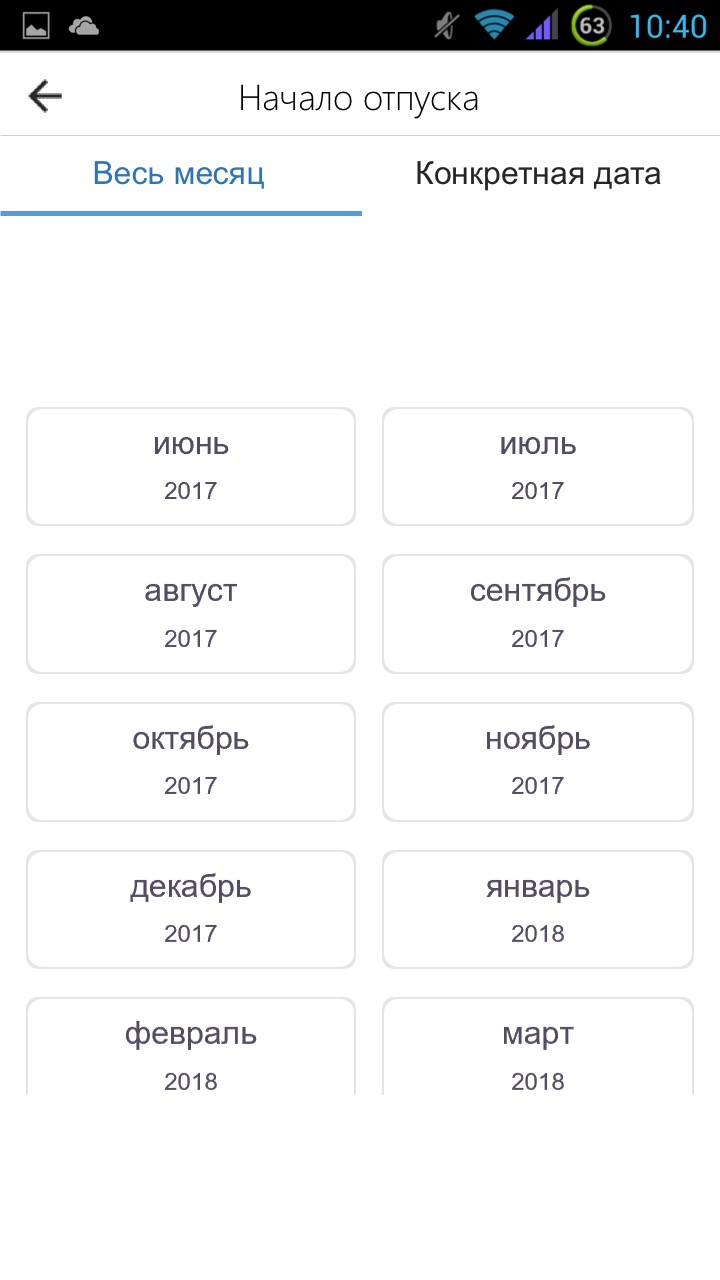 63 10:40
Начало отпуска
Весь месяц Конкретная дата
июнь июль
2017 2017
август сентябрь
2017 2017
октябрь ноябрь
2017 2017
декабрь январь
2017 2018
февраль март
2018 2018